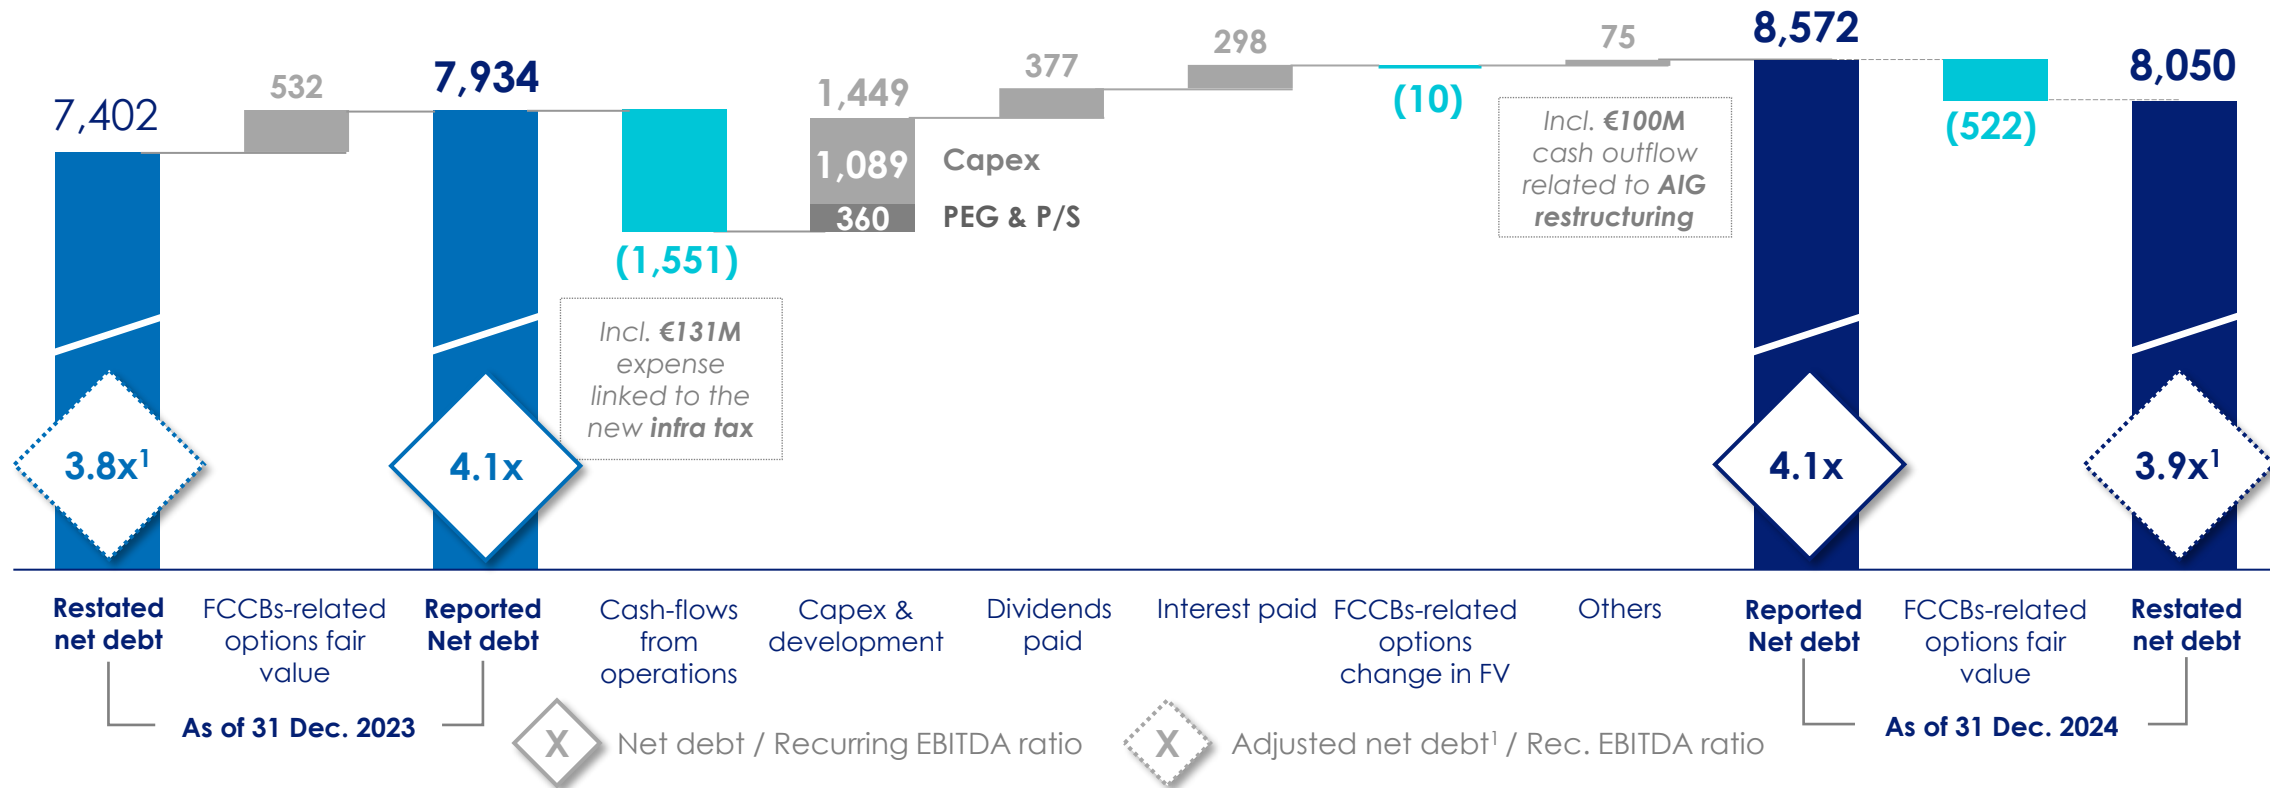 7,402
532
7,934
(1,551)
1,449
1,089
Capex
360
PEG & P/S
377
298
(10)
75
8,572
(522)
8,050
Incl. €131M
expense
linked to the
new infra tax
Incl. €100M
cash outflow
related to AIG
restructuring
3.8x¹
4.1x
4.1x
3.9x¹
Restated
net debt
FCCBs-related
options fair
value
Reported
Net debt
Cash-flows
from
operations
Capex &
development
Dividends
paid
Interest paid
FCCBs-related
options
change in FV
Others
Reported
Net debt
FCCBs-related
options fair
value
Restated
net debt
As of 31 Dec. 2023
As of 31 Dec. 2024
X Net debt / Recurring EBITDA ratio
X Adjusted net debt¹ / Rec. EBITDA ratio